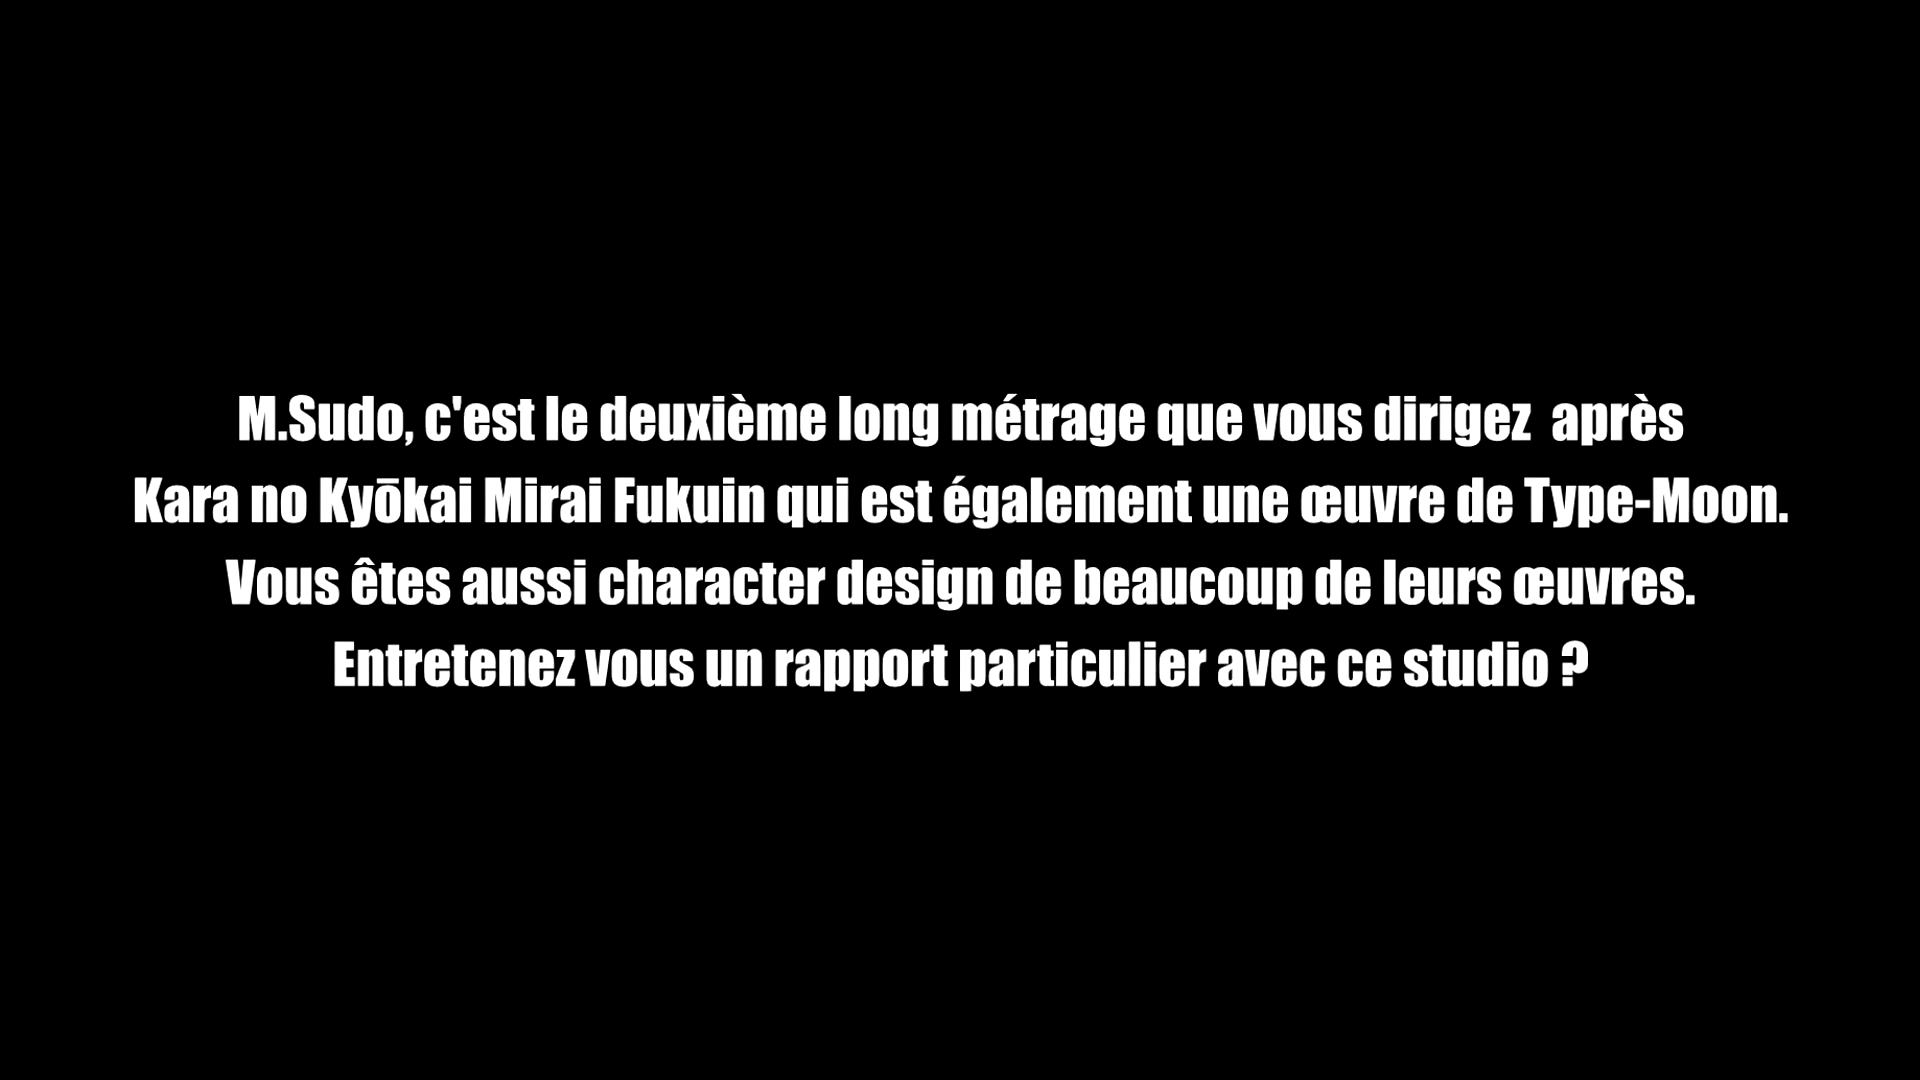 M.Sudo, c'est le deuxième long métrage que vous dirigez  après
Kara no Kyōkai Mirai Fukuin qui est également une œuvre de Type-Moon.
Vous êtes aussi character design de beaucoup de leurs œuvres.
Entretenez vous un rapport particulier avec ce studio ?